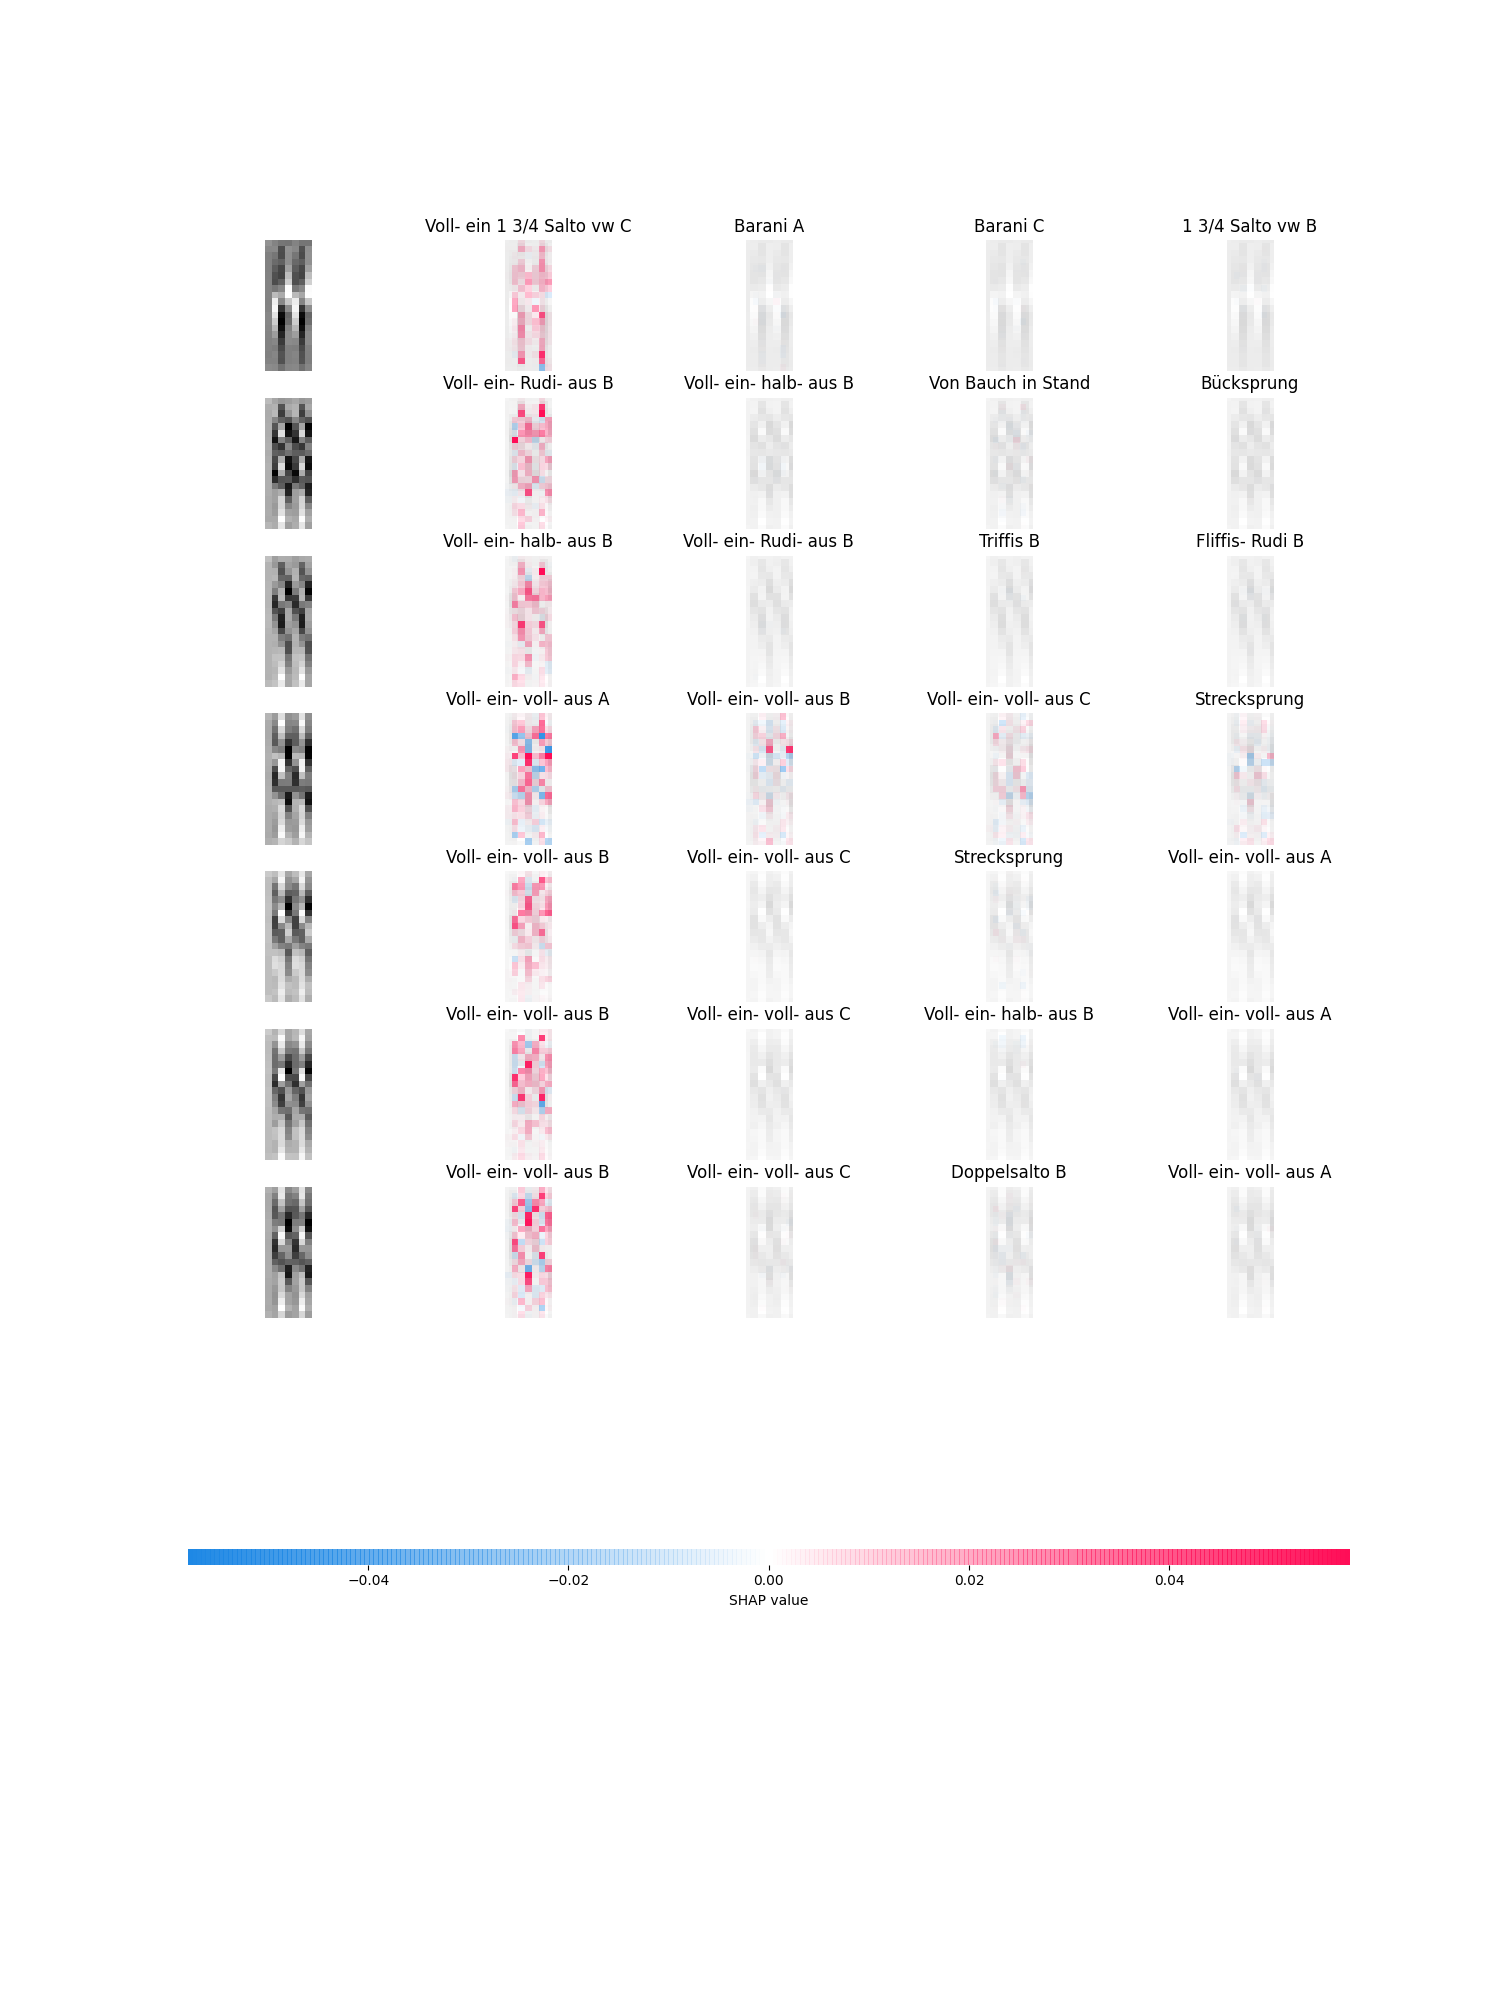 Voll- ein 1 3/4 Salto vw C Barani A Barani C 1 3/4 Salto vw B
Voll- ein- Rudi- aus B Voll- ein- halb- aus B Von Bauch in Stand Bücksprung
Voll- ein- halb- aus B Voll- ein- Rudi- aus B Triffis B Fliffis- Rudi B
Voll- ein- voll- aus A Voll- ein- voll- aus B Voll- ein- voll- aus C Strecksprung
Voll- ein- voll- aus B Voll- ein- voll- aus C Strecksprung Voll- ein- voll- aus A
Voll- ein- voll- aus B Voll- ein- voll- aus C Voll- ein- halb- aus B Voll- ein- voll- aus A
Voll- ein- voll- aus B Voll- ein- voll- aus C Doppelsalto B Voll- ein- voll- aus A
−0.04 −0.02 0.00 0.02 0.04
SHAP value